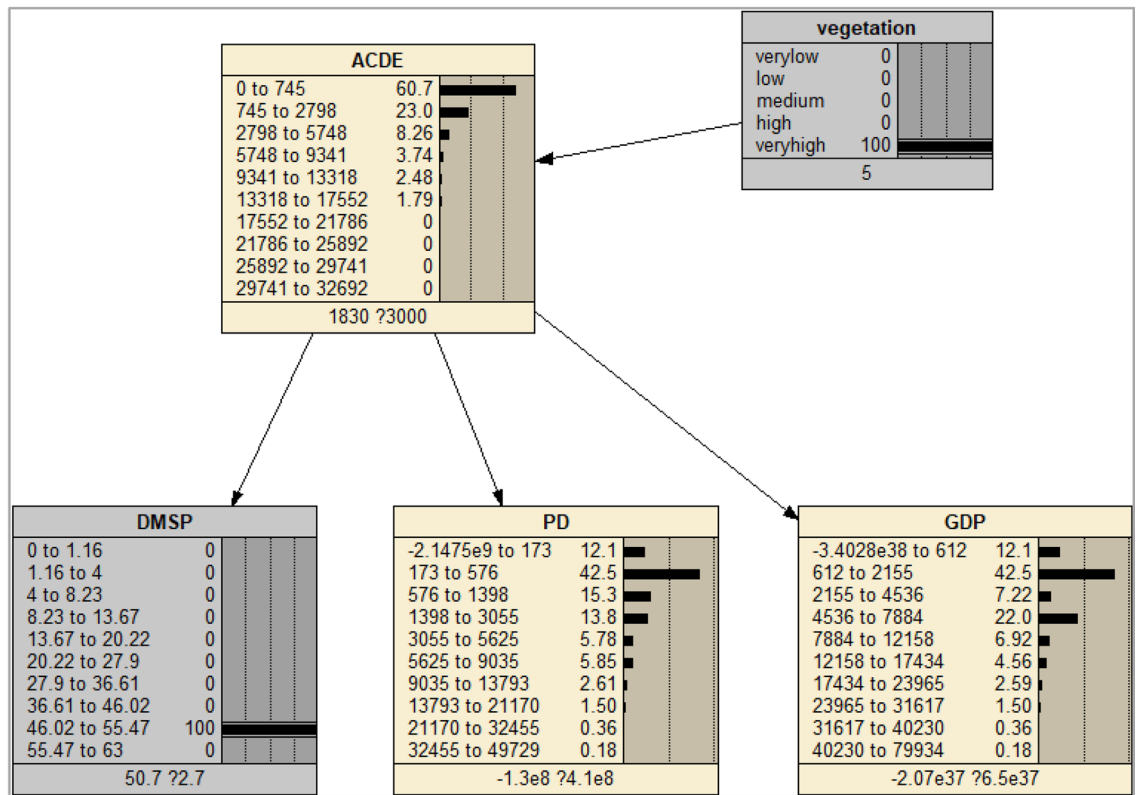 ACDE
0 to 745 60.7
745 to 2798 23.0
2798 to 5748 8.26
5748 to 9341 3.74
9341 to 13318 2.48
13318 to 17552 1.79
17552 to 21786 0
21786 to 25892 0
25892 to 29741 0
29741 to 32692 0
1830 ?3000
vegetation
verylow 0
low 0
medium 0
high 0
veryhigh 100
5
DMSP
0 to 1.16 0
1.16 to 4 0
4 to 8.23 0
8.23 to 13.67 0
13.67 to 20.22 0
20.22 to 27.9 0
27.9 to 36.61 0
36.61 to 46.02 0
46.02 to 55.47 100
55.47 to 63 0
50.7 ?2.7
PD
-2.1475e9 to 173 12.1
173 to 576 42.5
576 to 1398 15.3
1398 to 3055 13.8
3055 to 5625 5.78
5625 to 9035 5.85
9035 to 13793 2.61
13793 to 21170 1.50
21170 to 32455 0.36
32455 to 49729 0.18
-1.3e8 ?4.1e8
GDP
-3.4028e38 to 612 12.1
612 to 2155 42.5
2155 to 4536 7.22
4536 to 7884 22.0
7884 to 12158 6.92
12158 to 17434 4.56
17434 to 23965 2.59
23965 to 31617 1.50
31617 to 40230 0.36
40230 to 79934 0.18
-2.07e37 ?6.5e37